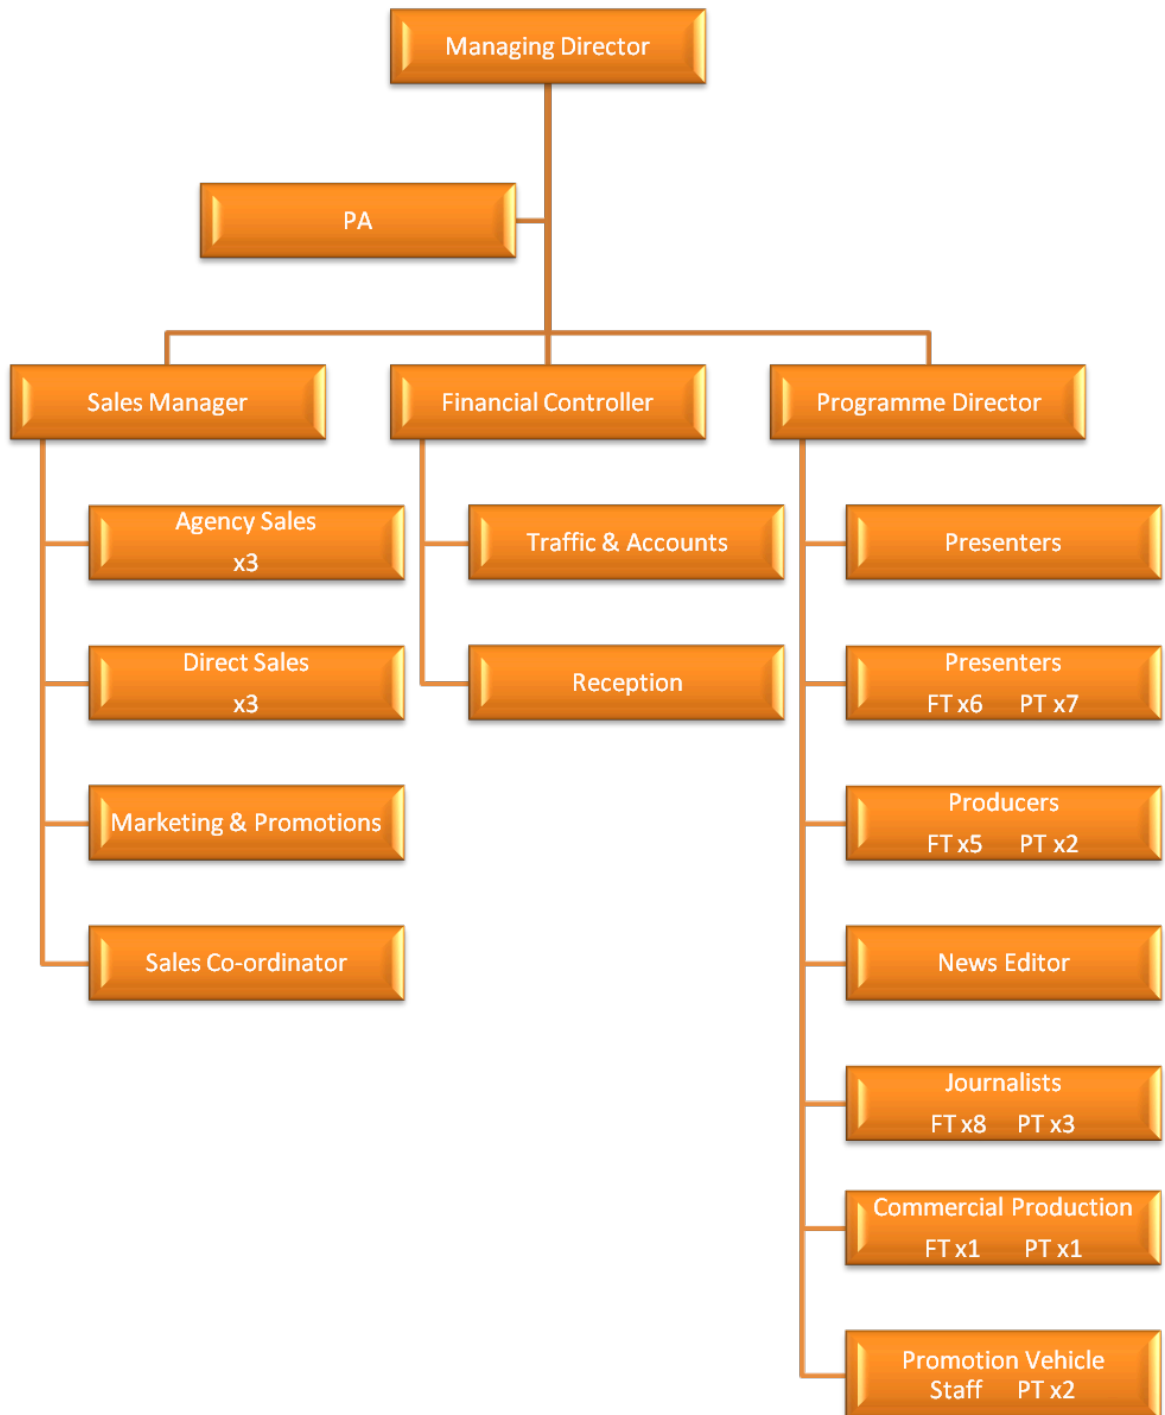 Managing Director
PA
Sales Manager
Financial Controller
Programme Director
Agency Sales
x3
Direct Sales
x3
Marketing & Promotions
Sales Co-ordinator
Traffic & Accounts
Reception
Presenters
Presenters
FT x6 PT x7
Producers
FT x5 PT x2
News Editor
Journalists
FT x8 PT x3
Commercial Production
FT x1 PT x1
Promotion Vehicle
Staff PT x2